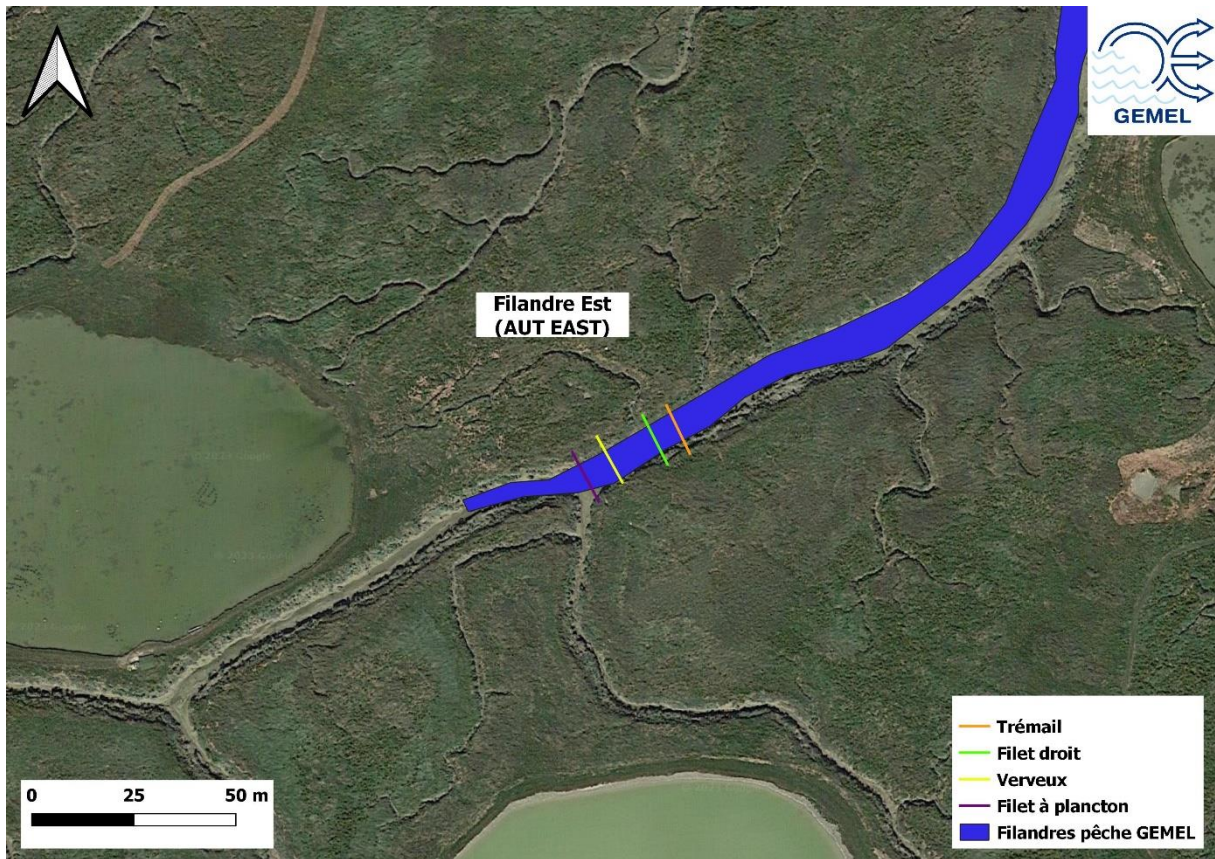 GEMEL
Filandre Est
(AUT EAST)
Trémail
Filet droit
Verveux
Filet à plancton
Filandres pêche GEMEL
0 25 50 m